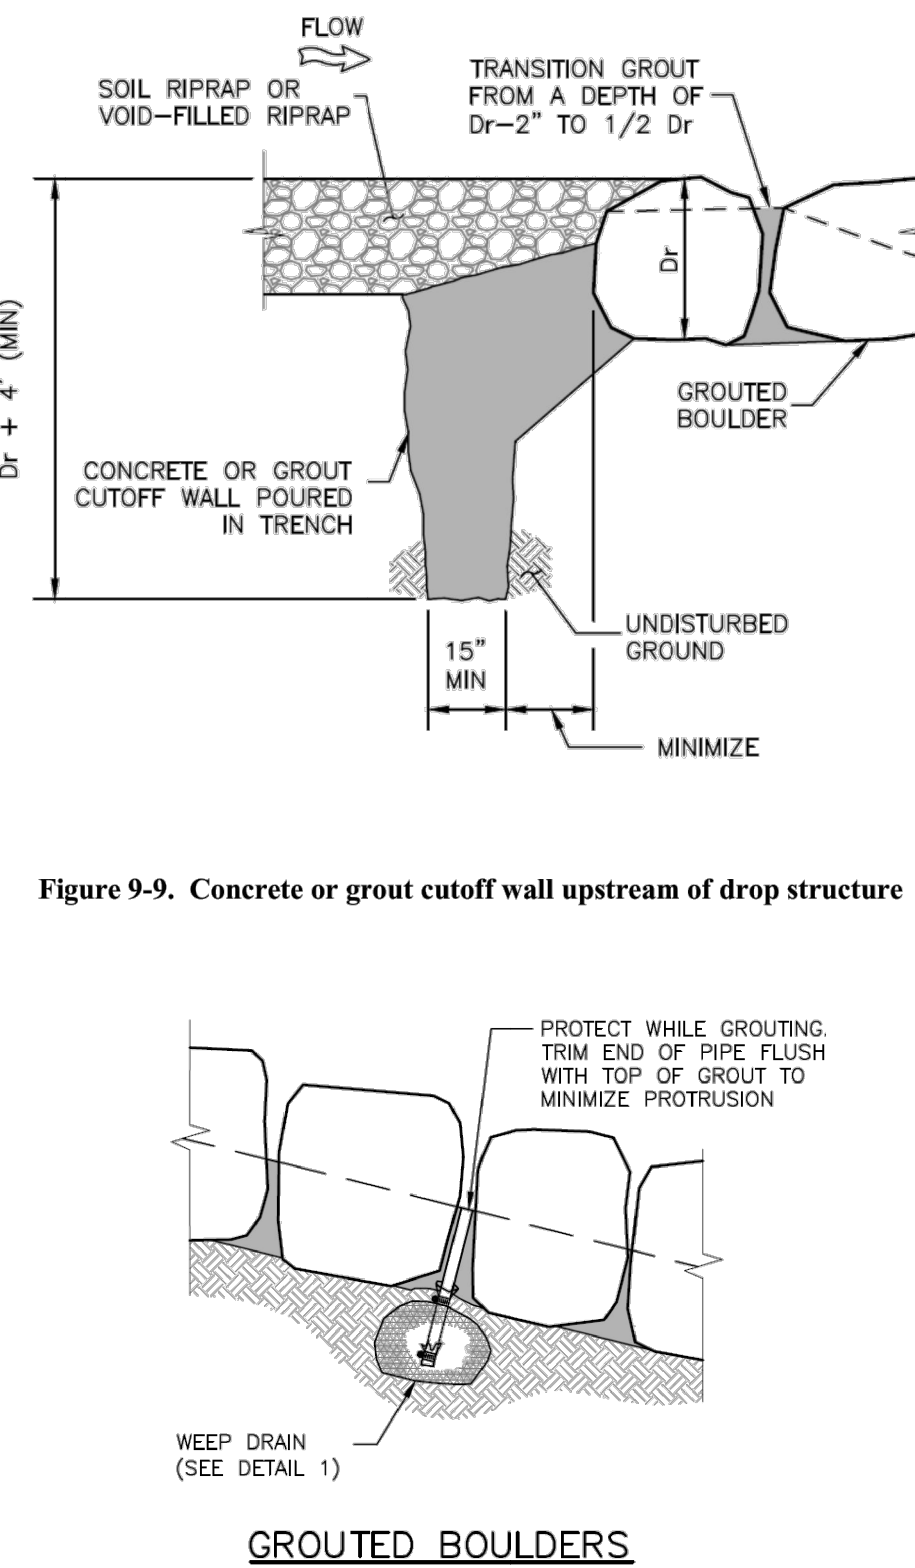 FLOW
SOIL RIPRAP OR
VOID-FILLED RIPRAP
TRANSITION GROUT
FROM A DEPTH OF
Dr-2" TO 1/2 Dr
Dr + 4' (MIN)
Dr
GROUTED
BOULDER
CONCRETE OR GROUT
CUTOFF WALL POURED
IN TRENCH
UNDISTURBED
GROUND
15"
MIN
MINIMIZE
Figure 9-9. Concrete or grout cutoff wall upstream of drop structure
PROTECT WHILE GROUTING.
TRIM END OF PIPE FLUSH
WITH TOP OF GROUT TO
MINIMIZE PROTRUSION
WEEP DRAIN
(SEE DETAIL 1)
GROUTED BOULDERS